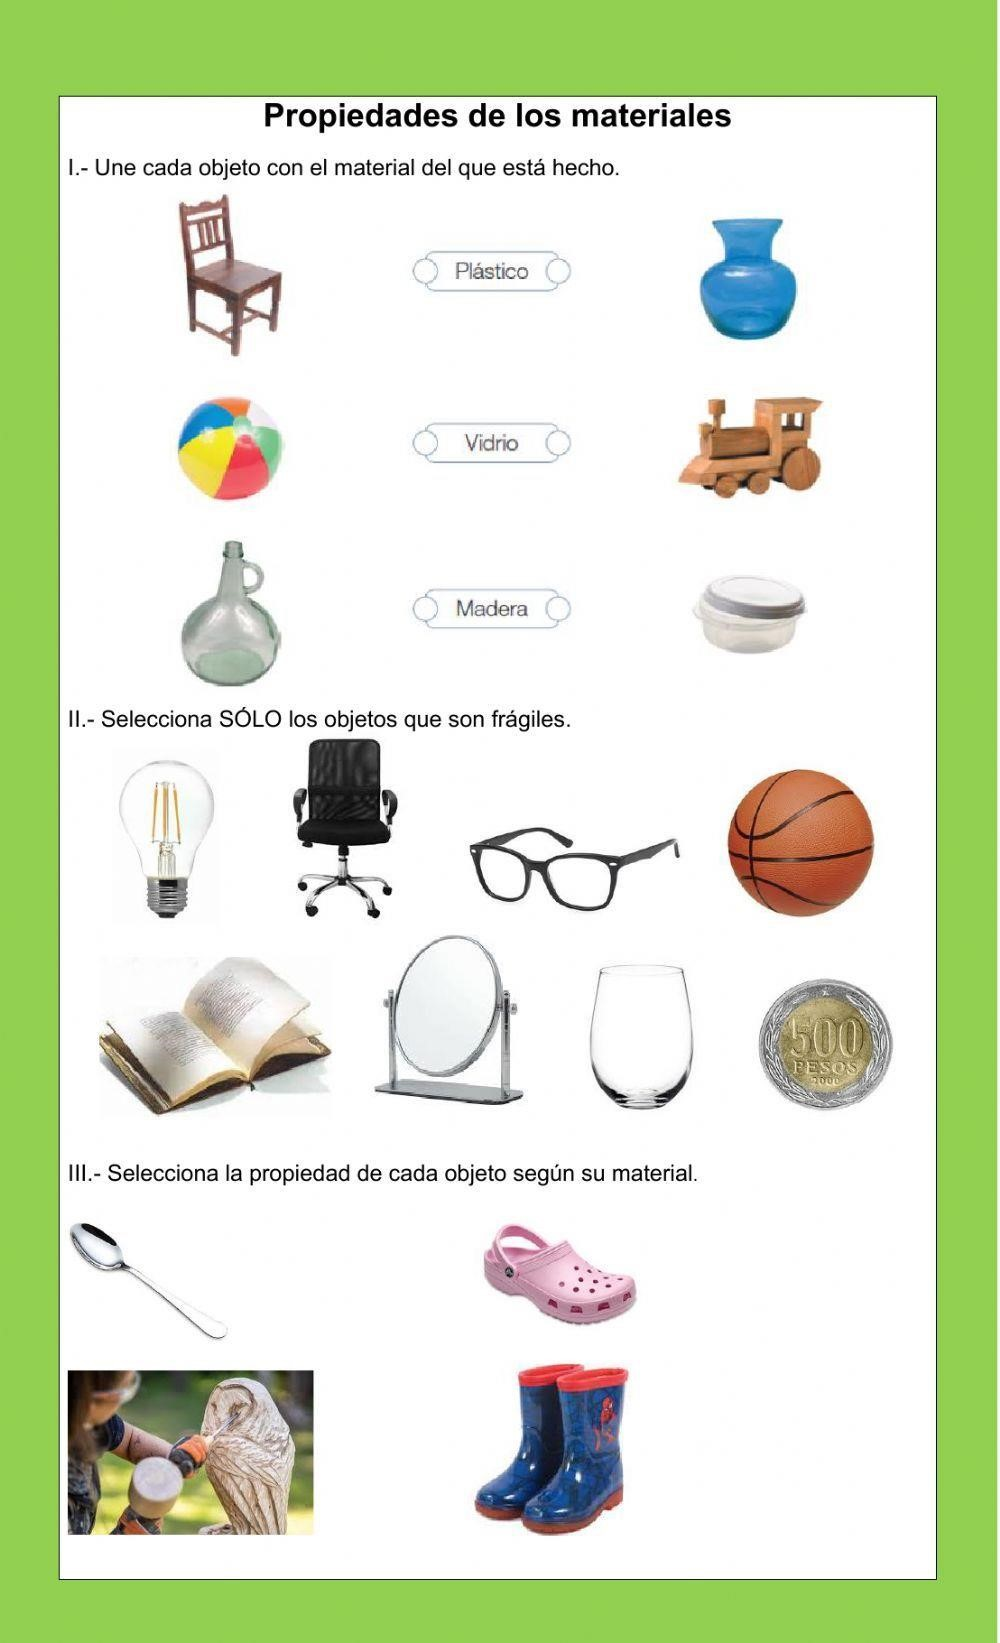 Propiedades de los materiales
I.- Une cada objeto con el material del que está hecho.
Plástico
Vidrio
Madera
II.- Selecciona SÓLO los objetos que son frágiles.
500
PESOS
2000
III.- Selecciona la propiedad de cada objeto según su material.